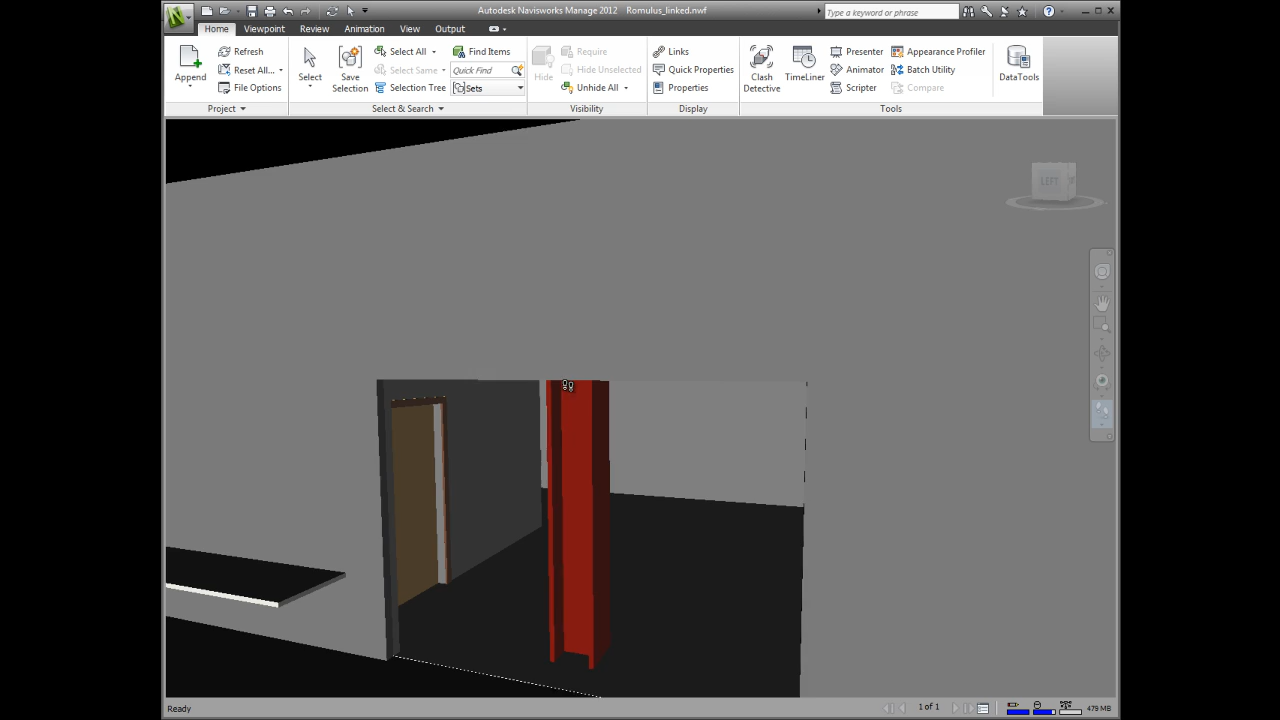 Autodesk Navisworks Manage 2012 Romulus_linked.nwf
Type a keyword or phrase
Home Viewpoint Review Animation View Output
Append
Refresh
Reset All...
File Options
Project
Select
Save Selection
Select All
Select Same
Selection Tree
Find Items
Quick Find
Sets
Select & Search
Hide
Require
Hide Unselected
Unhide All
Visibility
Links
Quick Properties
Properties
Display
Clash Detective
TimeLiner
Presenter
Animator
Scripter
Appearance Profiler
Batch Utility
Compare
DataTools
Tools
LEFT
Ready
1 of 1
479 MB